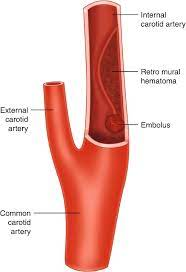 Internal
carotid artery
Retro mural
hematoma
External
carotid
artery
Embolus
Common
carotid
artery